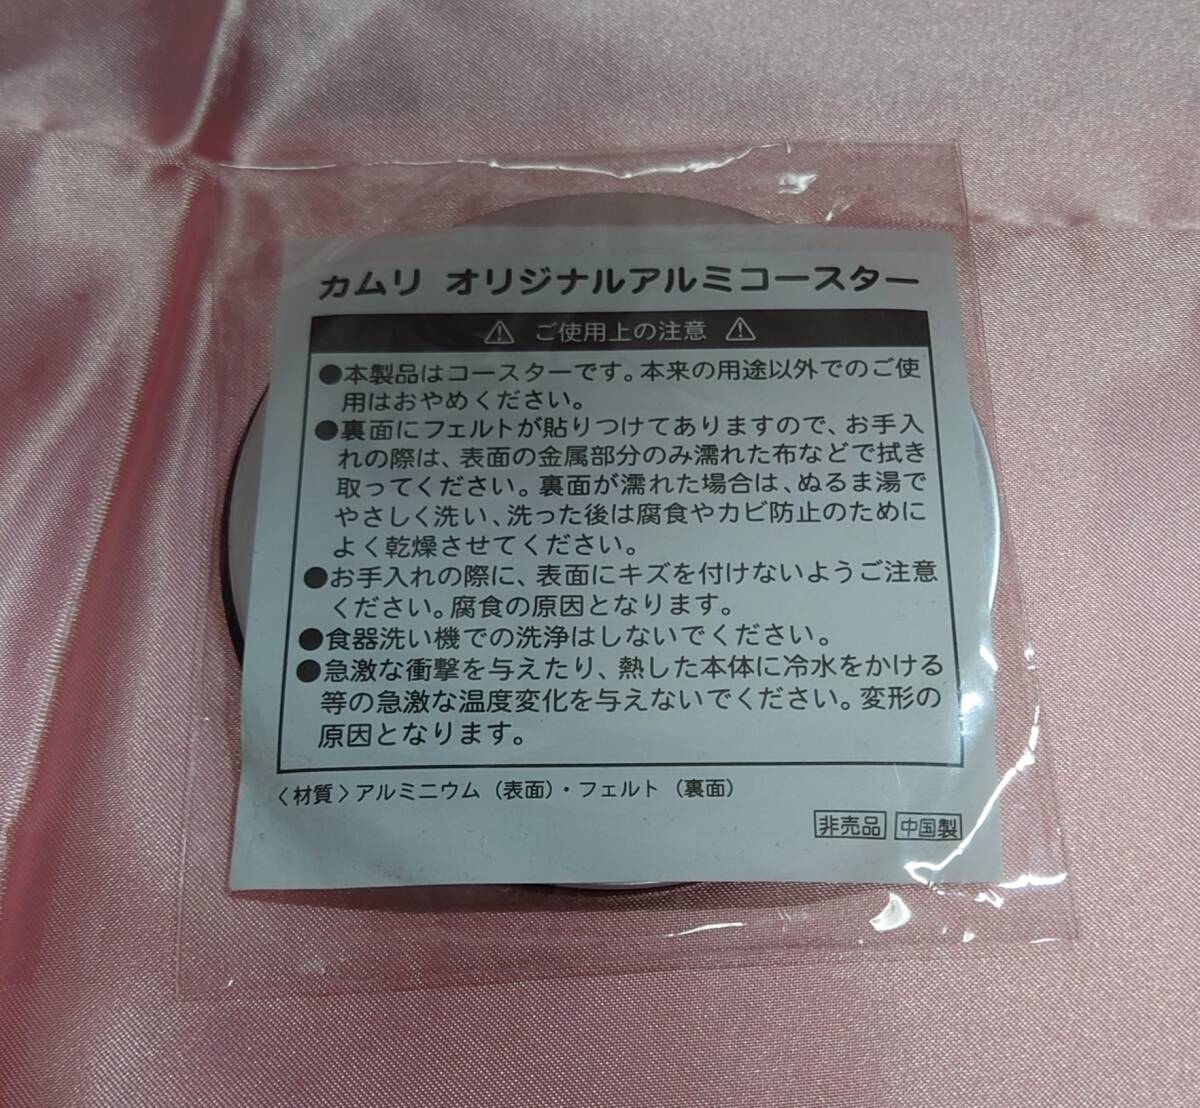 カムリ オリジナルアルミコースター
⚠ ご使用上の注意 ⚠
●本製品はコースターです。本来の用途以外でのご使
用はおやめください。
●裏面にフェルトが貼りつけてありますので、お手入
れの際は、表面の金属部分のみ濡れた布などで拭き
取ってください。裏面が濡れた場合は、ぬるま湯で
やさしく洗い、洗った後は腐食やカビ防止のために
よく乾燥させてください。
●お手入れの際に、表面にキズを付けないようご注意
ください。腐食の原因となります。
●食器洗い機での洗浄はしないでください。
●急激な衝撃を与えたり、熱した本体に冷水をかける
等の急激な温度変化を与えないでください。変形の
原因となります。
〈材質〉アルミニウム（表面）・フェルト（裏面）
非売品 中国製